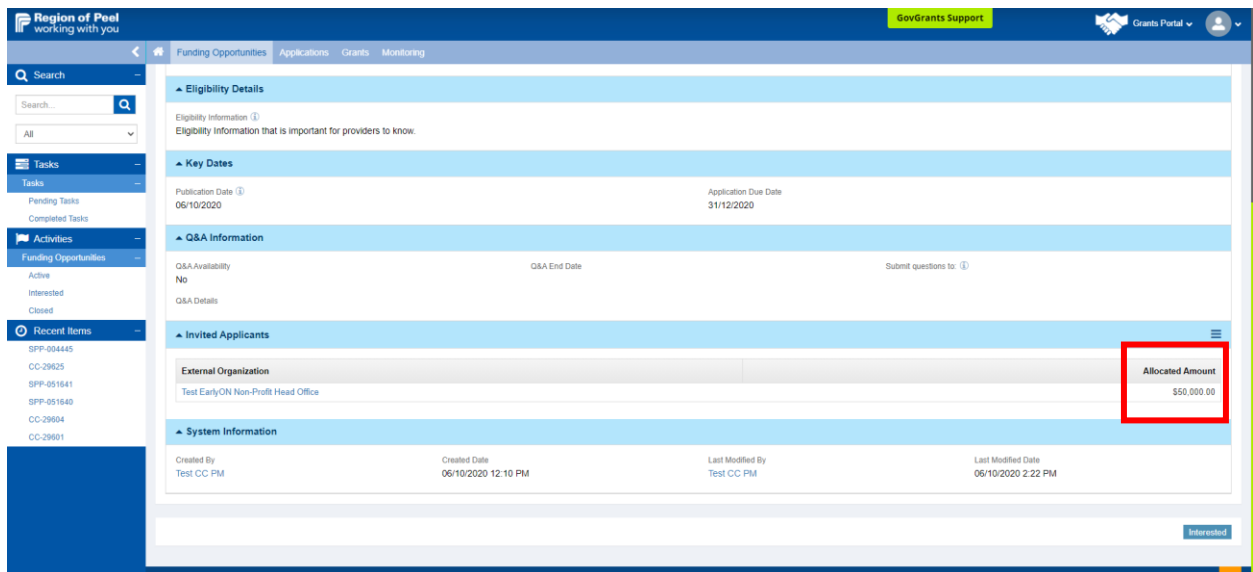 Region of Peel
working with you
GovGrants Support
Grants Portal
Funding Opportunities Applications Grants Monitoring
Search
Search...
All
Tasks
Tasks
Pending Tasks
Completed Tasks
Activities
Funding Opportunities
Active
Interested
Closed
Recent Items
SPP-004445
CC-29625
SPP-051641
SPP-051640
CC-29604
CC-29601
Eligibility Details
Eligibility Information
Eligibility Information that is important for providers to know.
Key Dates
Publication Date Application Due Date
06/10/2020 31/12/2020
Q&A Information
Q&A Availability Q&A End Date Submit questions to:
No
Q&A Details
Invited Applicants
External Organization Allocated Amount
Test EarlyON Non-Profit Head Office $50,000.00
System Information
Created By Created Date Last Modified By Last Modified Date
Test CC PM 06/10/2020 12:10 PM Test CC PM 06/10/2020 2:22 PM
Interested